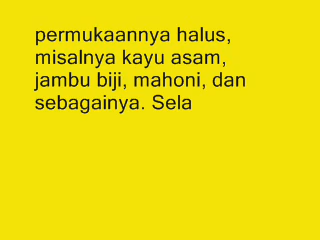 permukaannya halus,
misalnya kayu asam,
jambu biji, mahoni, dan
sebagainya. Sela